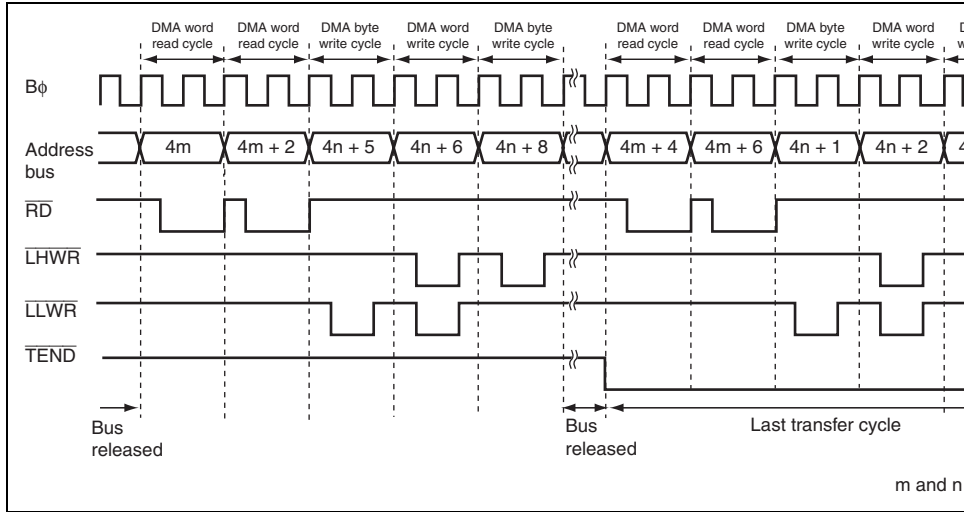 DMA word read cycle DMA word read cycle DMA byte write cycle DMA word write cycle DMA byte write cycle DMA word read cycle DMA word read cycle DMA byte write cycle DMA word write cycle
Bϕ
Address bus 4m 4m + 2 4n + 5 4n + 6 4n + 8 4m + 4 4m + 6 4n + 1 4n + 2
RD
LHWR
LLWR
TEND
Bus released Bus released Last transfer cycle
m and n